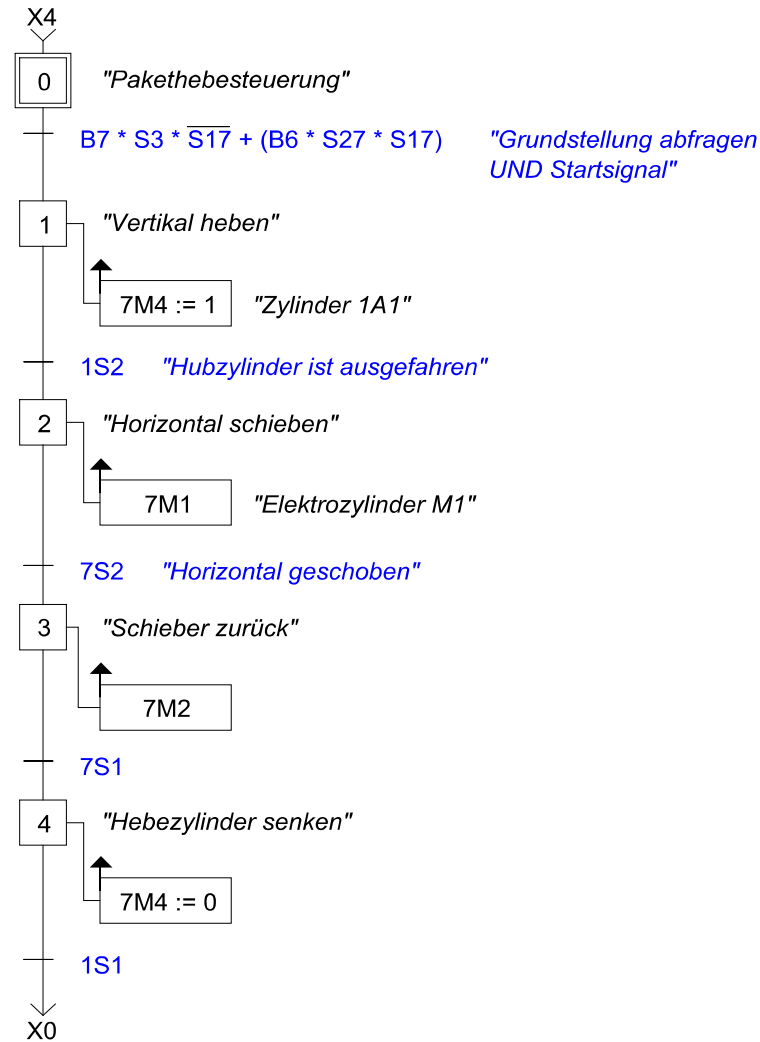 X4
0 "Pakethebesteuerung"
B7 * S3 * S̅1̅7̅ + (B6 * S27 * S17) "Grundstellung abfragen
UND Startsignal"
1 "Vertikal heben"
7M4 := 1 "Zylinder 1A1"
1S2 "Hubzylinder ist ausgefahren"
2 "Horizontal schieben"
7M1 "Elektrozylinder M1"
7S2 "Horizontal geschoben"
3 "Schieber zurück"
7M2
7S1
4 "Hebezylinder senken"
7M4 := 0
1S1
X0